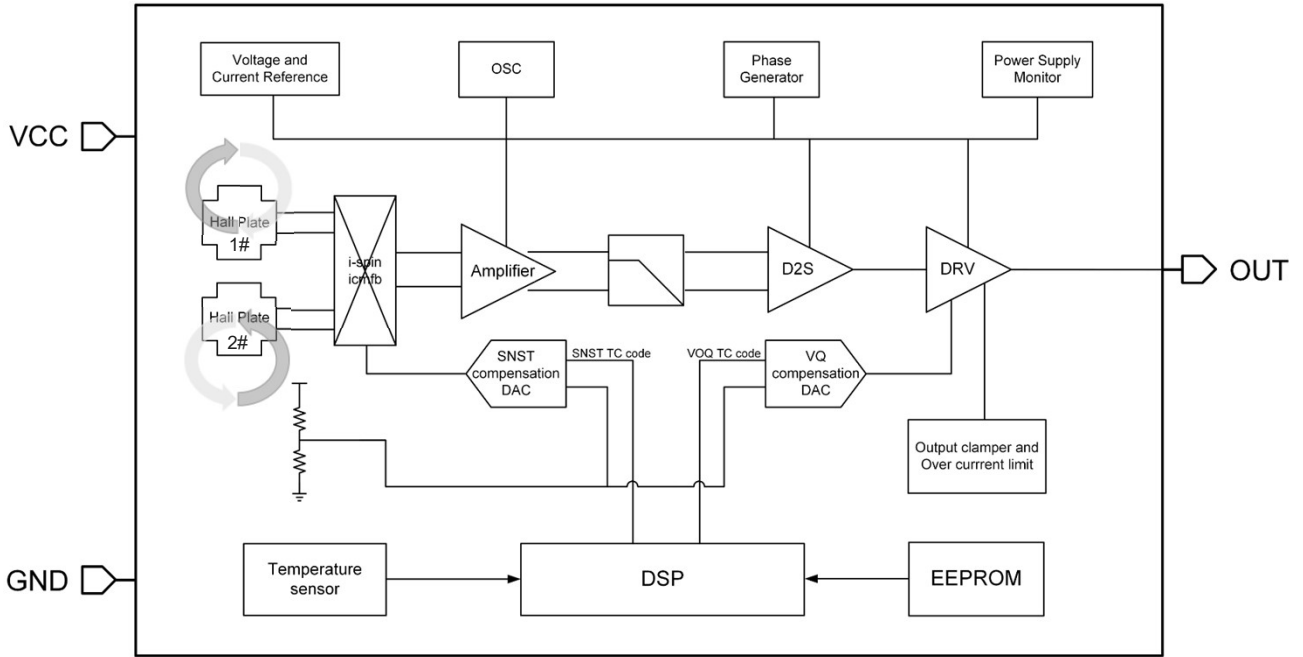 Voltage and
Current Reference
OSC
Phase
Generator
Power Supply
Monitor
VCC
Hall Plate
1#
i-spin
icmfb
Amplifier
D2S
DRV
OUT
Hall Plate
2#
SNST
compensation
DAC
SNST TC code
VOQ TC code
VQ
compensation
DAC
Output clamper and
Over currrent limit
GND
Temperature
sensor
DSP
EEPROM